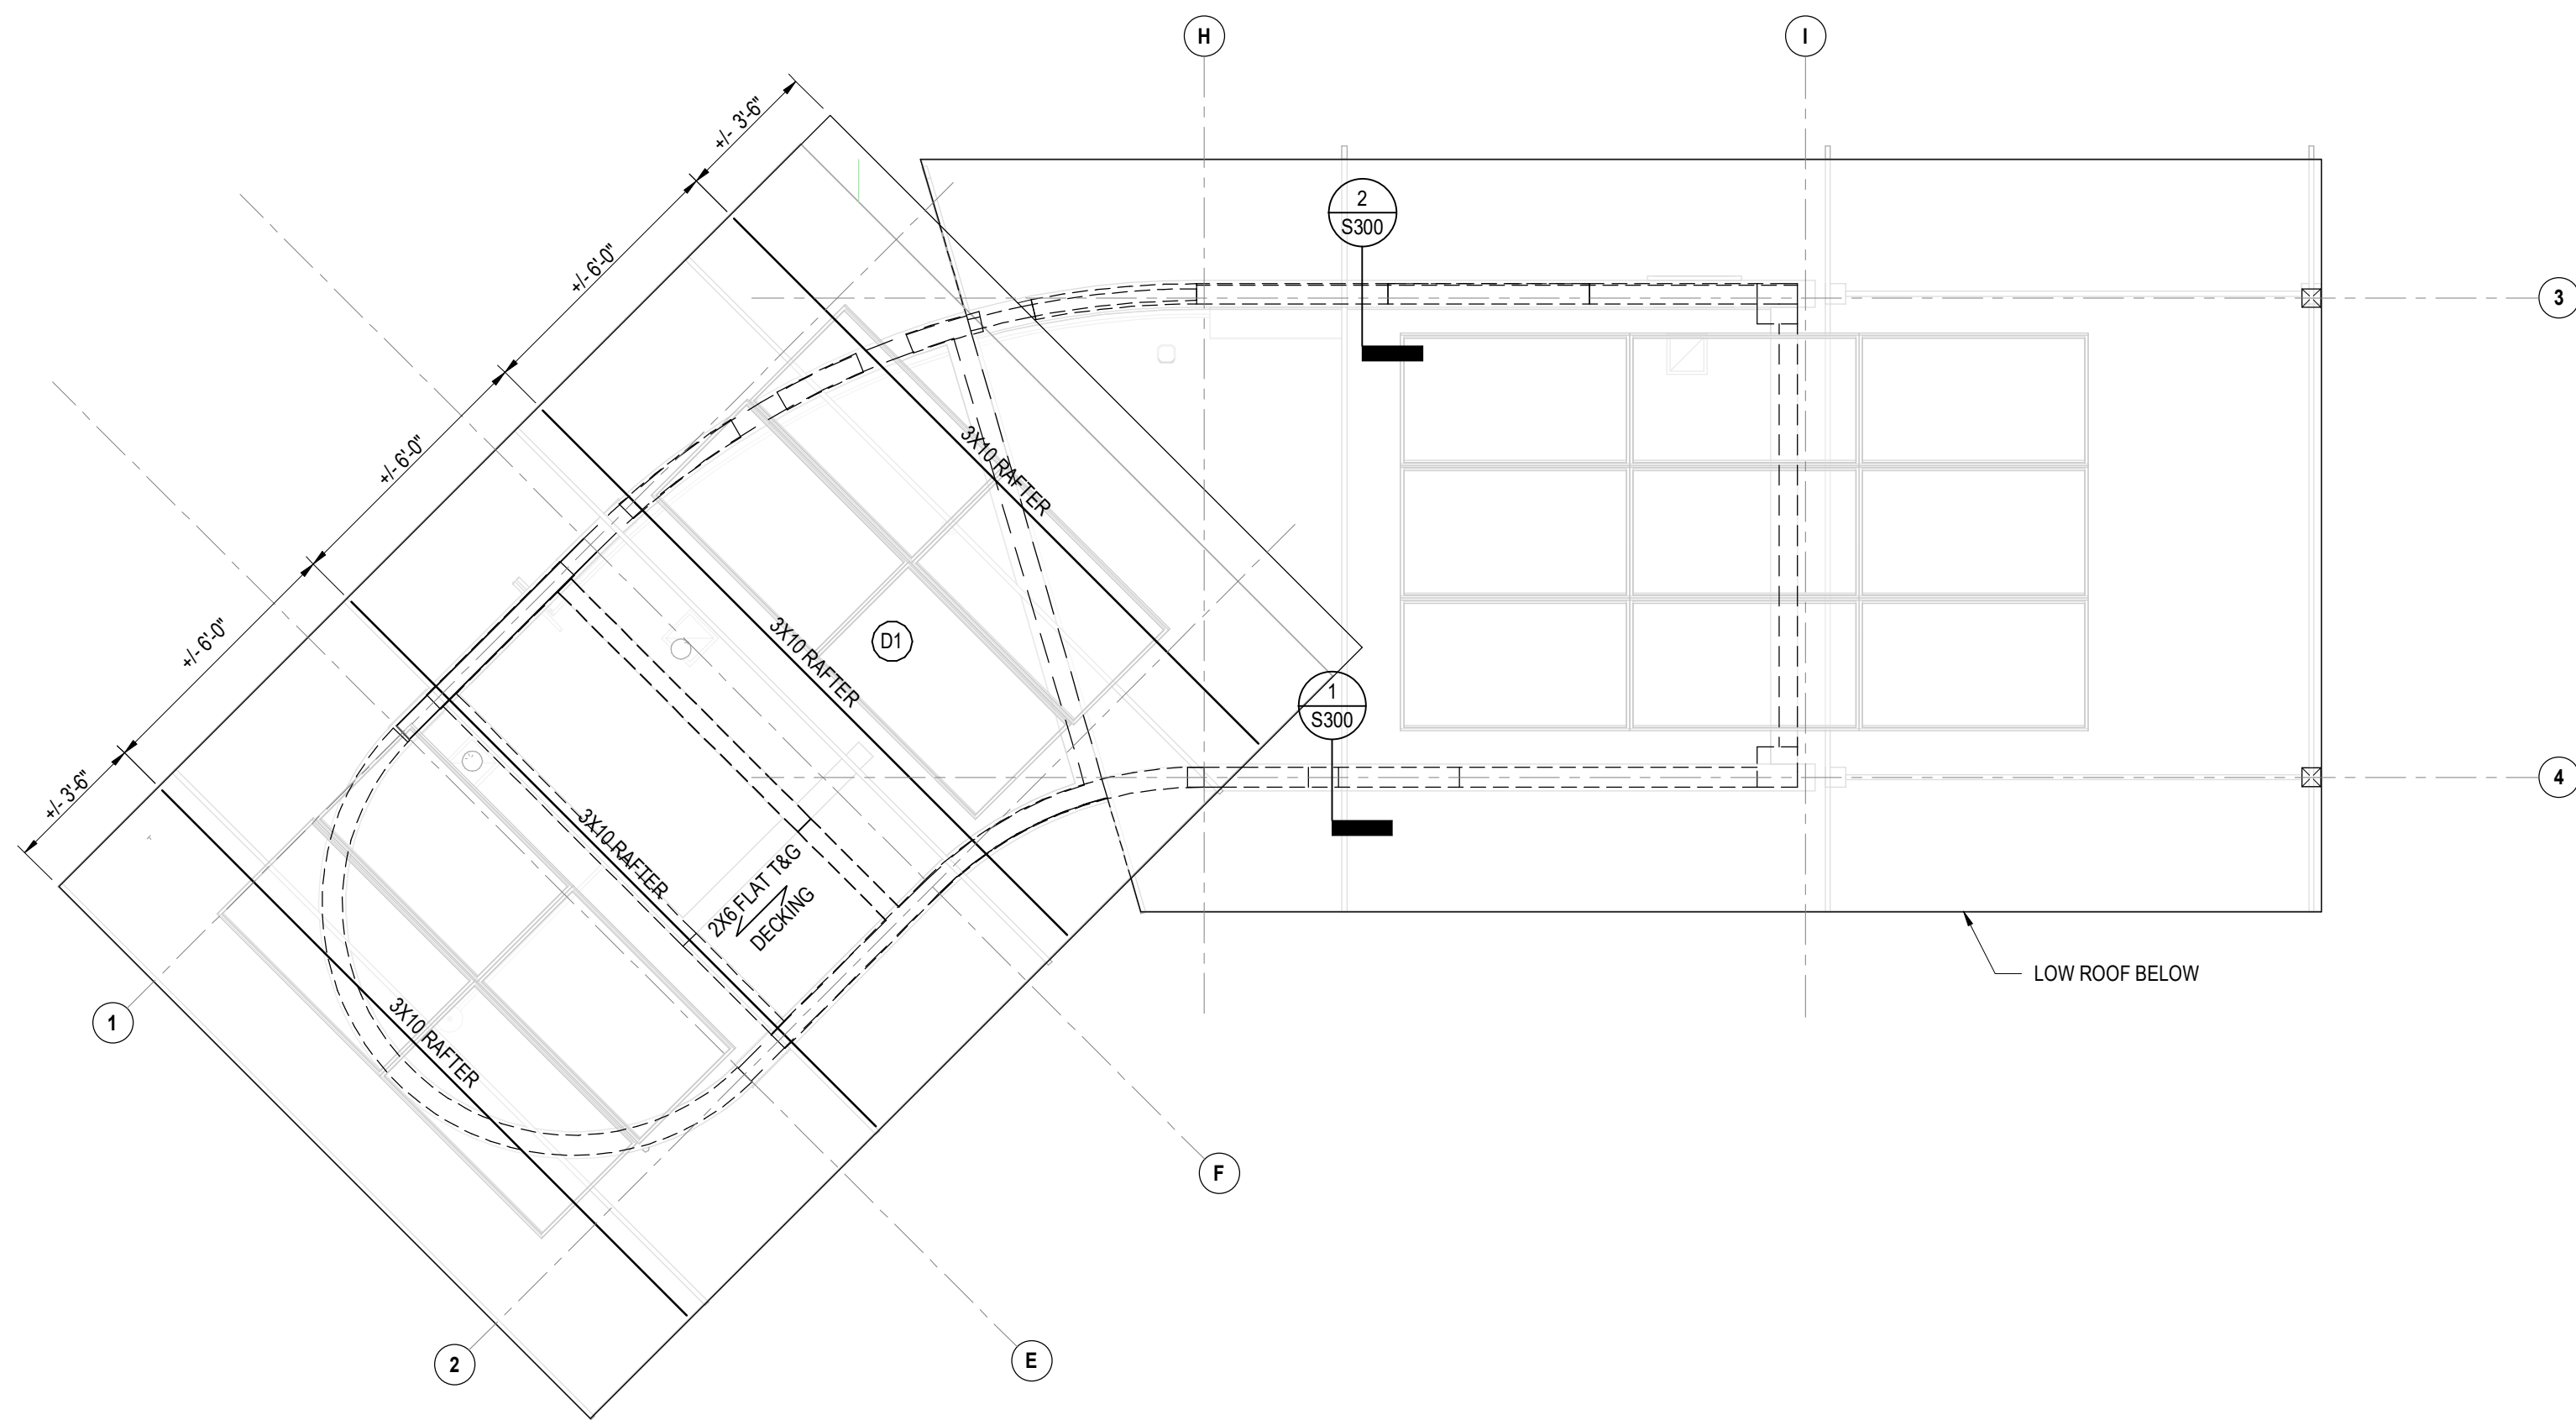 H
I
+/- 3'-6"
+/- 6'-0"
+/- 6'-0"
+/- 6'-0"
+/- 3'-6"
2
S300
3
3X10 RAFTER
D1
3X10 RAFTER
1
S300
4
3X10 RAFTER
2X6 FLAT T&G
DECKING
3X10 RAFTER
LOW ROOF BELOW
1
F
2
E